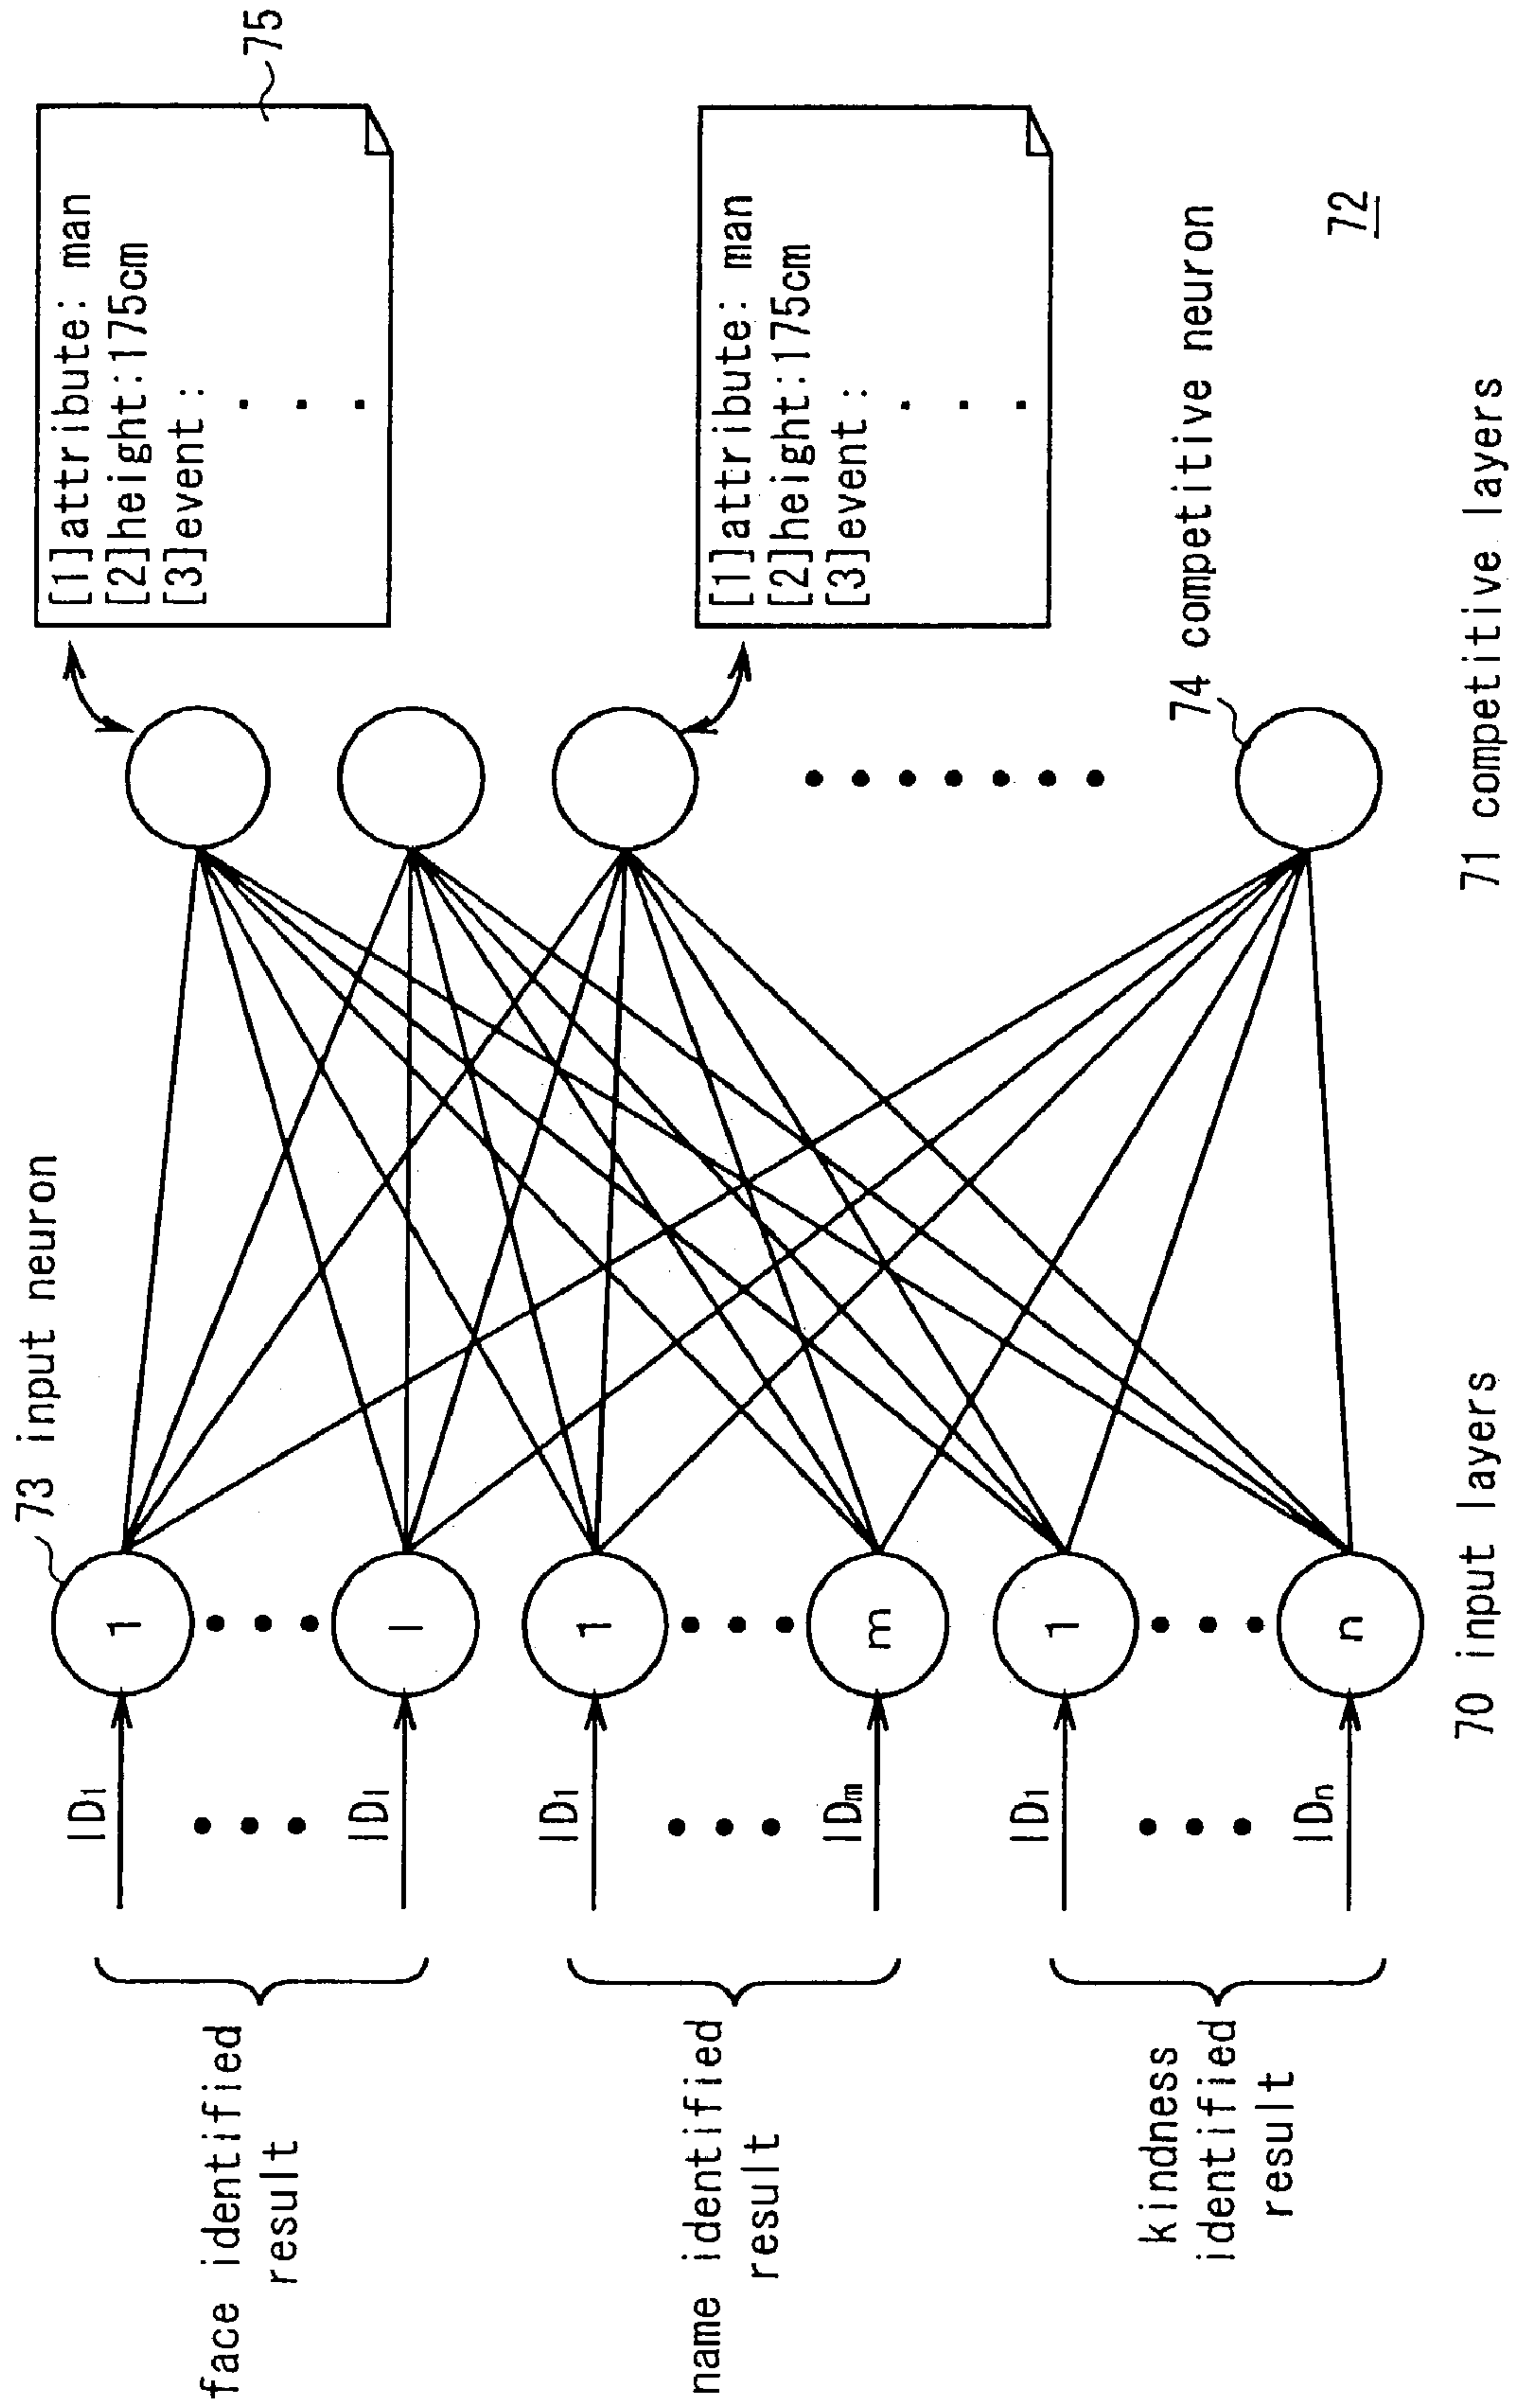 face identified
result
name identified
result
kindness
identified
result
ID1
IDl
ID1
IDm
ID1
IDn
73 input neuron
1
l
1
m
1
n
70 input layers
[1]attribute: man
[2]height:175cm
[3]event:
75
[1]attribute: man
[2]height:175cm
[3]event:
74 competitive neuron
71 competitive layers
72